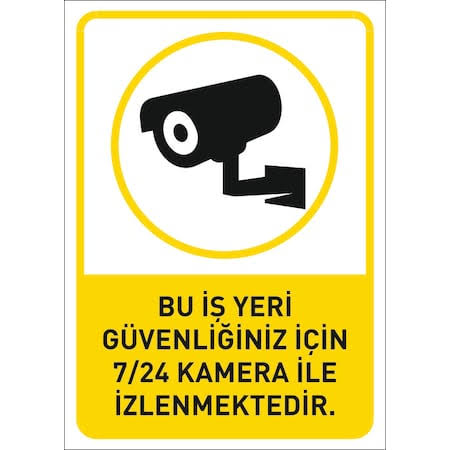 BU İŞ YERİ
GÜVENLİĞİNİZ İÇİN
7/24 KAMERA İLE
İZLENMEKTEDİR.